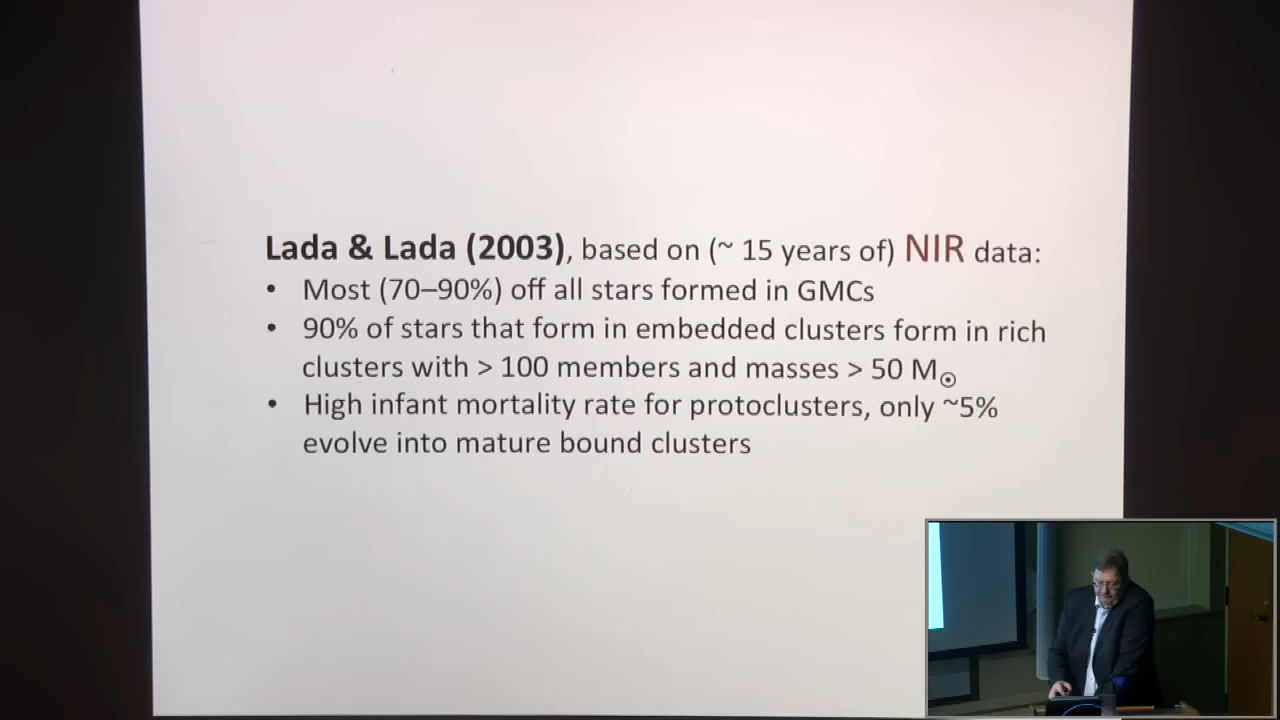 Lada & Lada (2003), based on (~ 15 years of) NIR data:
• Most (70–90%) off all stars formed in GMCs
• 90% of stars that form in embedded clusters form in rich
clusters with > 100 members and masses > 50 M☉
• High infant mortality rate for protoclusters, only ~5%
evolve into mature bound clusters